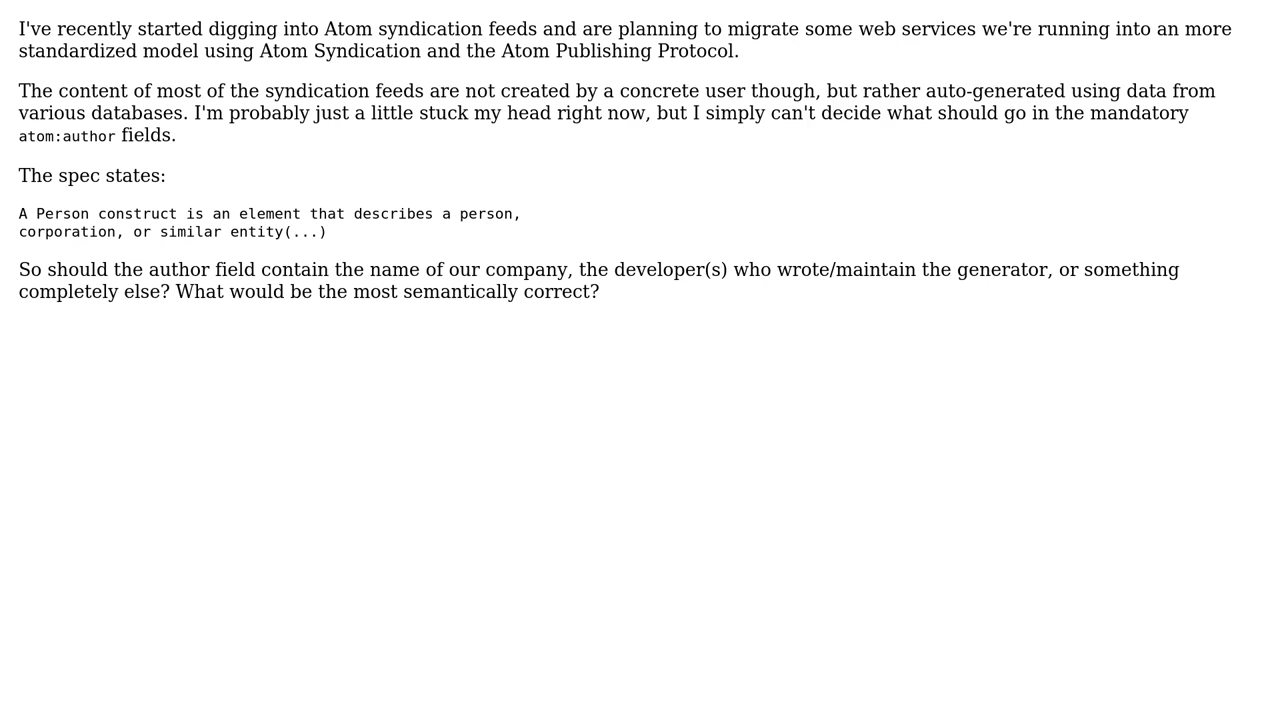 I've recently started digging into Atom syndication feeds and are planning to migrate some web services we're running into an more
standardized model using Atom Syndication and the Atom Publishing Protocol.
The content of most of the syndication feeds are not created by a concrete user though, but rather auto-generated using data from
various databases. I'm probably just a little stuck my head right now, but I simply can't decide what should go in the mandatory
atom:author fields.
The spec states:
A Person construct is an element that describes a person,
corporation, or similar entity(...)
So should the author field contain the name of our company, the developer(s) who wrote/maintain the generator, or something
completely else? What would be the most semantically correct?